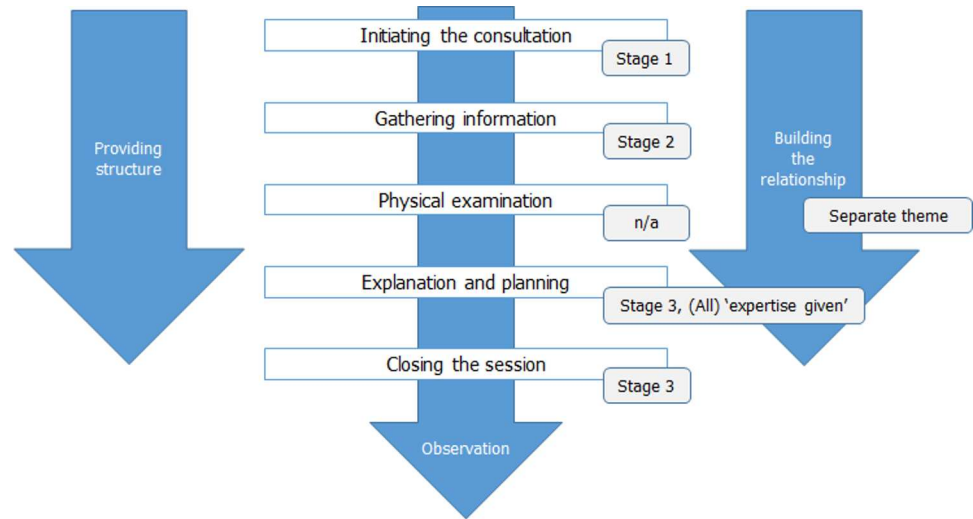 Initiating the consultation
Stage 1
Gathering information
Stage 2
Providing
structure
Building
the
relationship
Physical examination
n/a
Separate theme
Explanation and planning
Stage 3, (All) ‘expertise given’
Closing the session
Stage 3
Observation